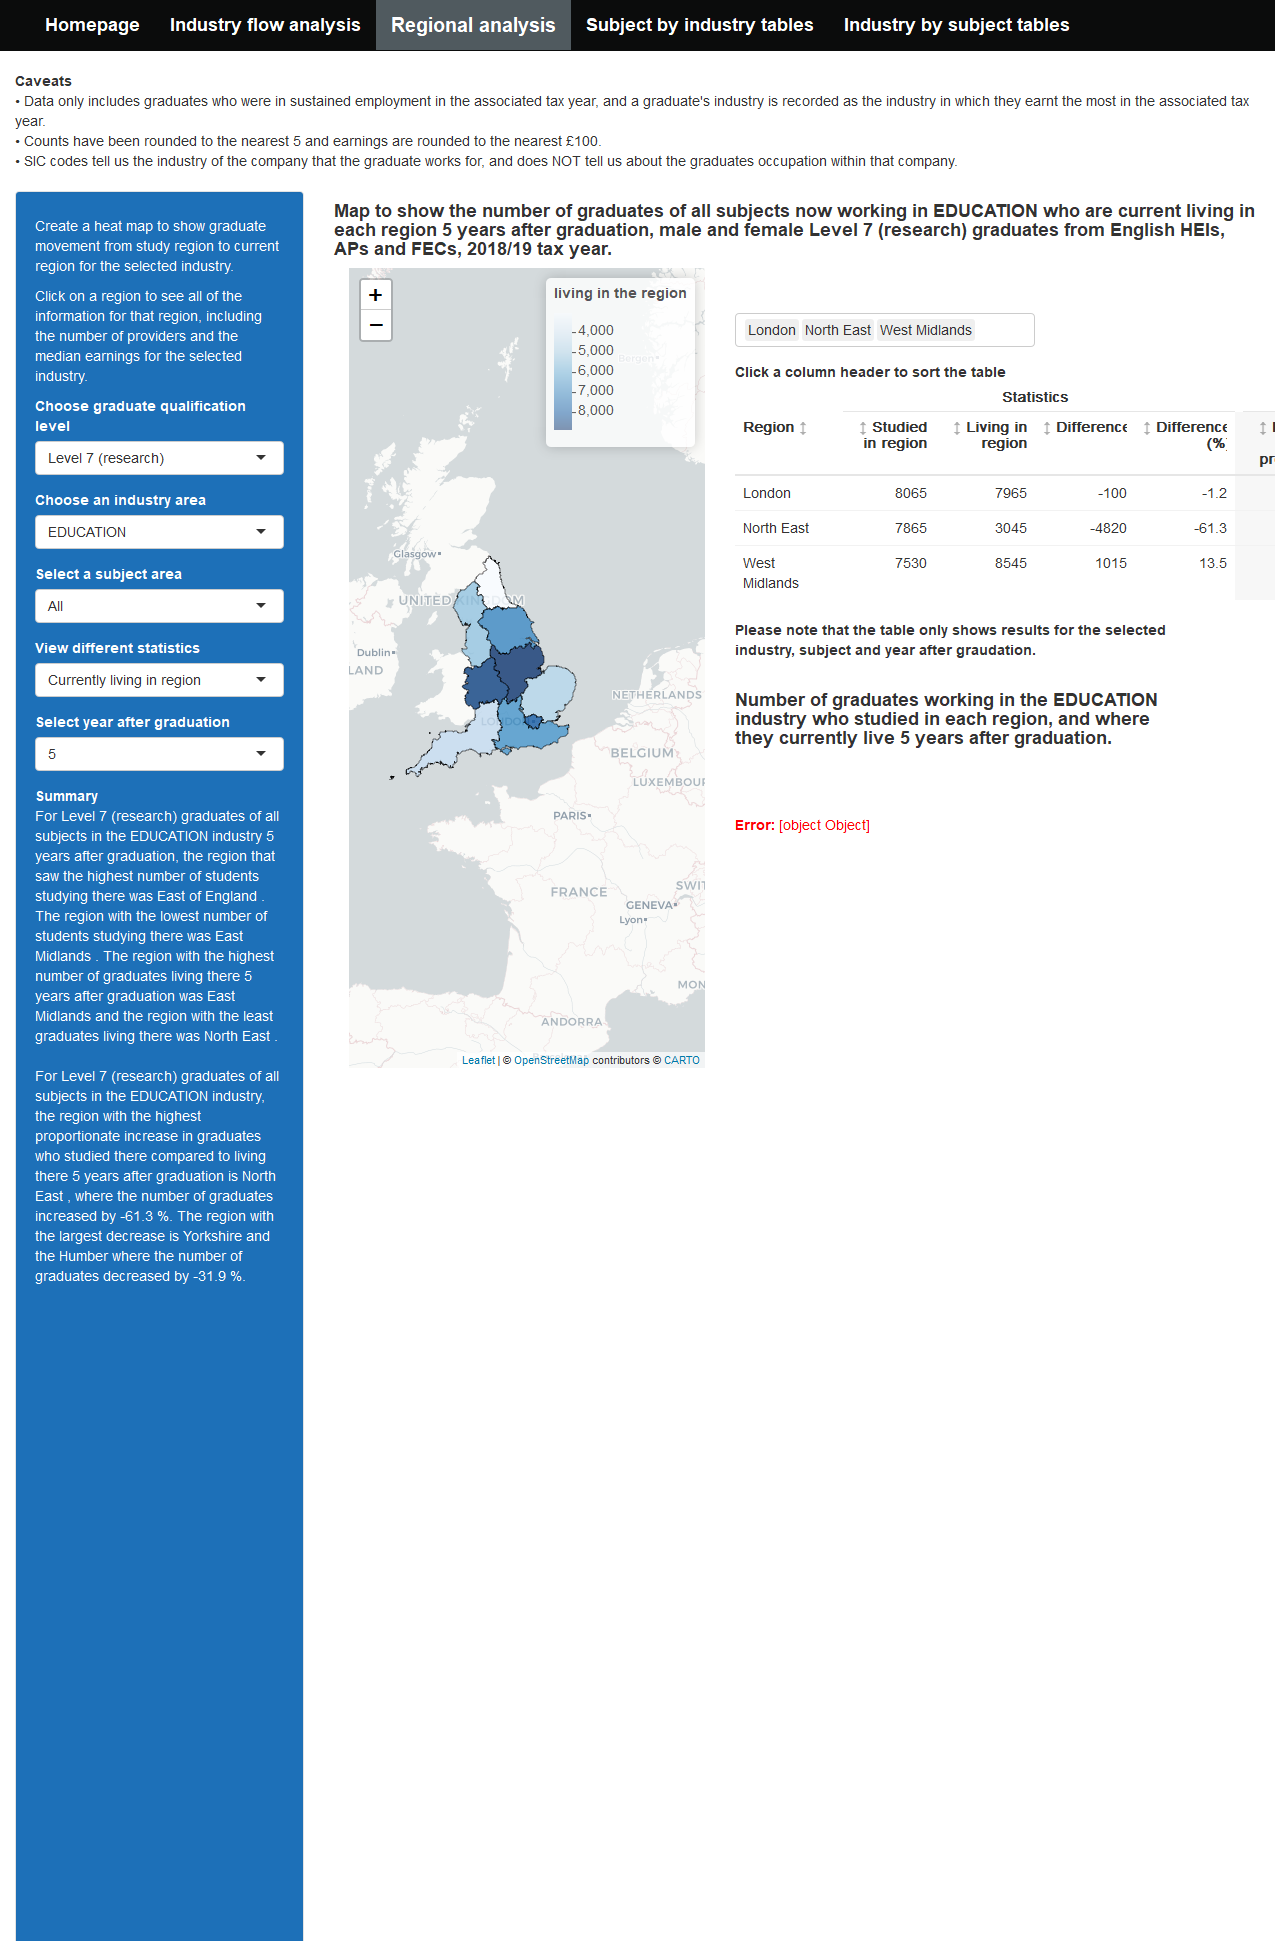 Homepage Industry flow analysis Regional analysis Subject by industry tables Industry by subject tables
Caveats
• Data only includes graduates who were in sustained employment in the associated tax year, and a graduate's industry is recorded as the industry in which they earnt the most in the associated tax
year.
• Counts have been rounded to the nearest 5 and earnings are rounded to the nearest £100.
• SIC codes tell us the industry of the company that the graduate works for, and does NOT tell us about the graduates occupation within that company.
Create a heat map to show graduate
movement from study region to current
region for the selected industry.
Click on a region to see all of the
information for that region, including
the number of providers and the
median earnings for the selected
industry.
Choose graduate qualification
level
Level 7 (research)
Choose an industry area
EDUCATION
Select a subject area
All
View different statistics
Currently living in region
Select year after graduation
5
Summary
For Level 7 (research) graduates of all
subjects in the EDUCATION industry 5
years after graduation, the region that
saw the highest number of students
studying there was East of England .
The region with the lowest number of
students studying there was East
Midlands . The region with the highest
number of graduates living there 5
years after graduation was East
Midlands and the region with the least
graduates living there was North East .
For Level 7 (research) graduates of all
subjects in the EDUCATION industry,
the region with the highest
proportionate increase in graduates
who studied there compared to living
there 5 years after graduation is North
East , where the number of graduates
increased by -61.3 %. The region with
the largest decrease is Yorkshire and
the Humber where the number of
graduates decreased by -31.9 %.
Map to show the number of graduates of all subjects now working in EDUCATION who are current living in
each region 5 years after graduation, male and female Level 7 (research) graduates from English HEIs,
APs and FECs, 2018/19 tax year.
+
−
living in the region
4,000
5,000
6,000
7,000
8,000
Bergen
Glasgow
UNITED KINGDOM
Dublin
LAND
LONDON
NETHERLANDS
BELGIUM
LUXEMBOUR
PARIS
FRANCE
SWIT
GENEVA
Lyon
MON
ANDORRA
Leaflet | © OpenStreetMap contributors © CARTO
London North East West Midlands
Click a column header to sort the table
Statistics
Region Studied in region Living in region Difference Difference (%)
London 8065 7965 -100 -1.2
North East 7865 3045 -4820 -61.3
West Midlands 7530 8545 1015 13.5
Please note that the table only shows results for the selected
industry, subject and year after graudation.
Number of graduates working in the EDUCATION
industry who studied in each region, and where
they currently live 5 years after graduation.
Error: [object Object]